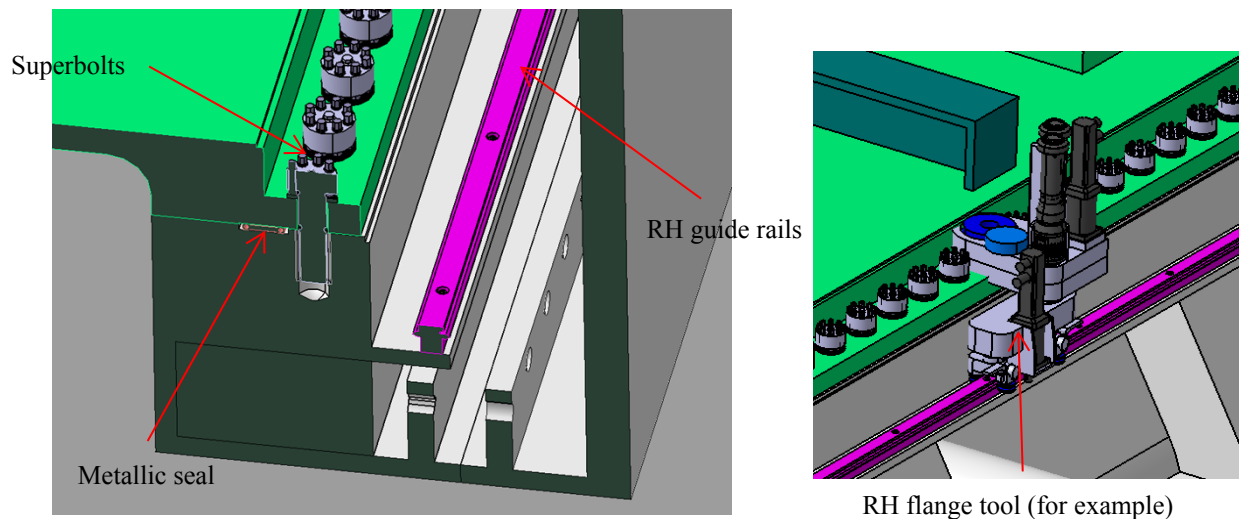 Superbolts
RH guide rails
Metallic seal
RH flange tool (for example)